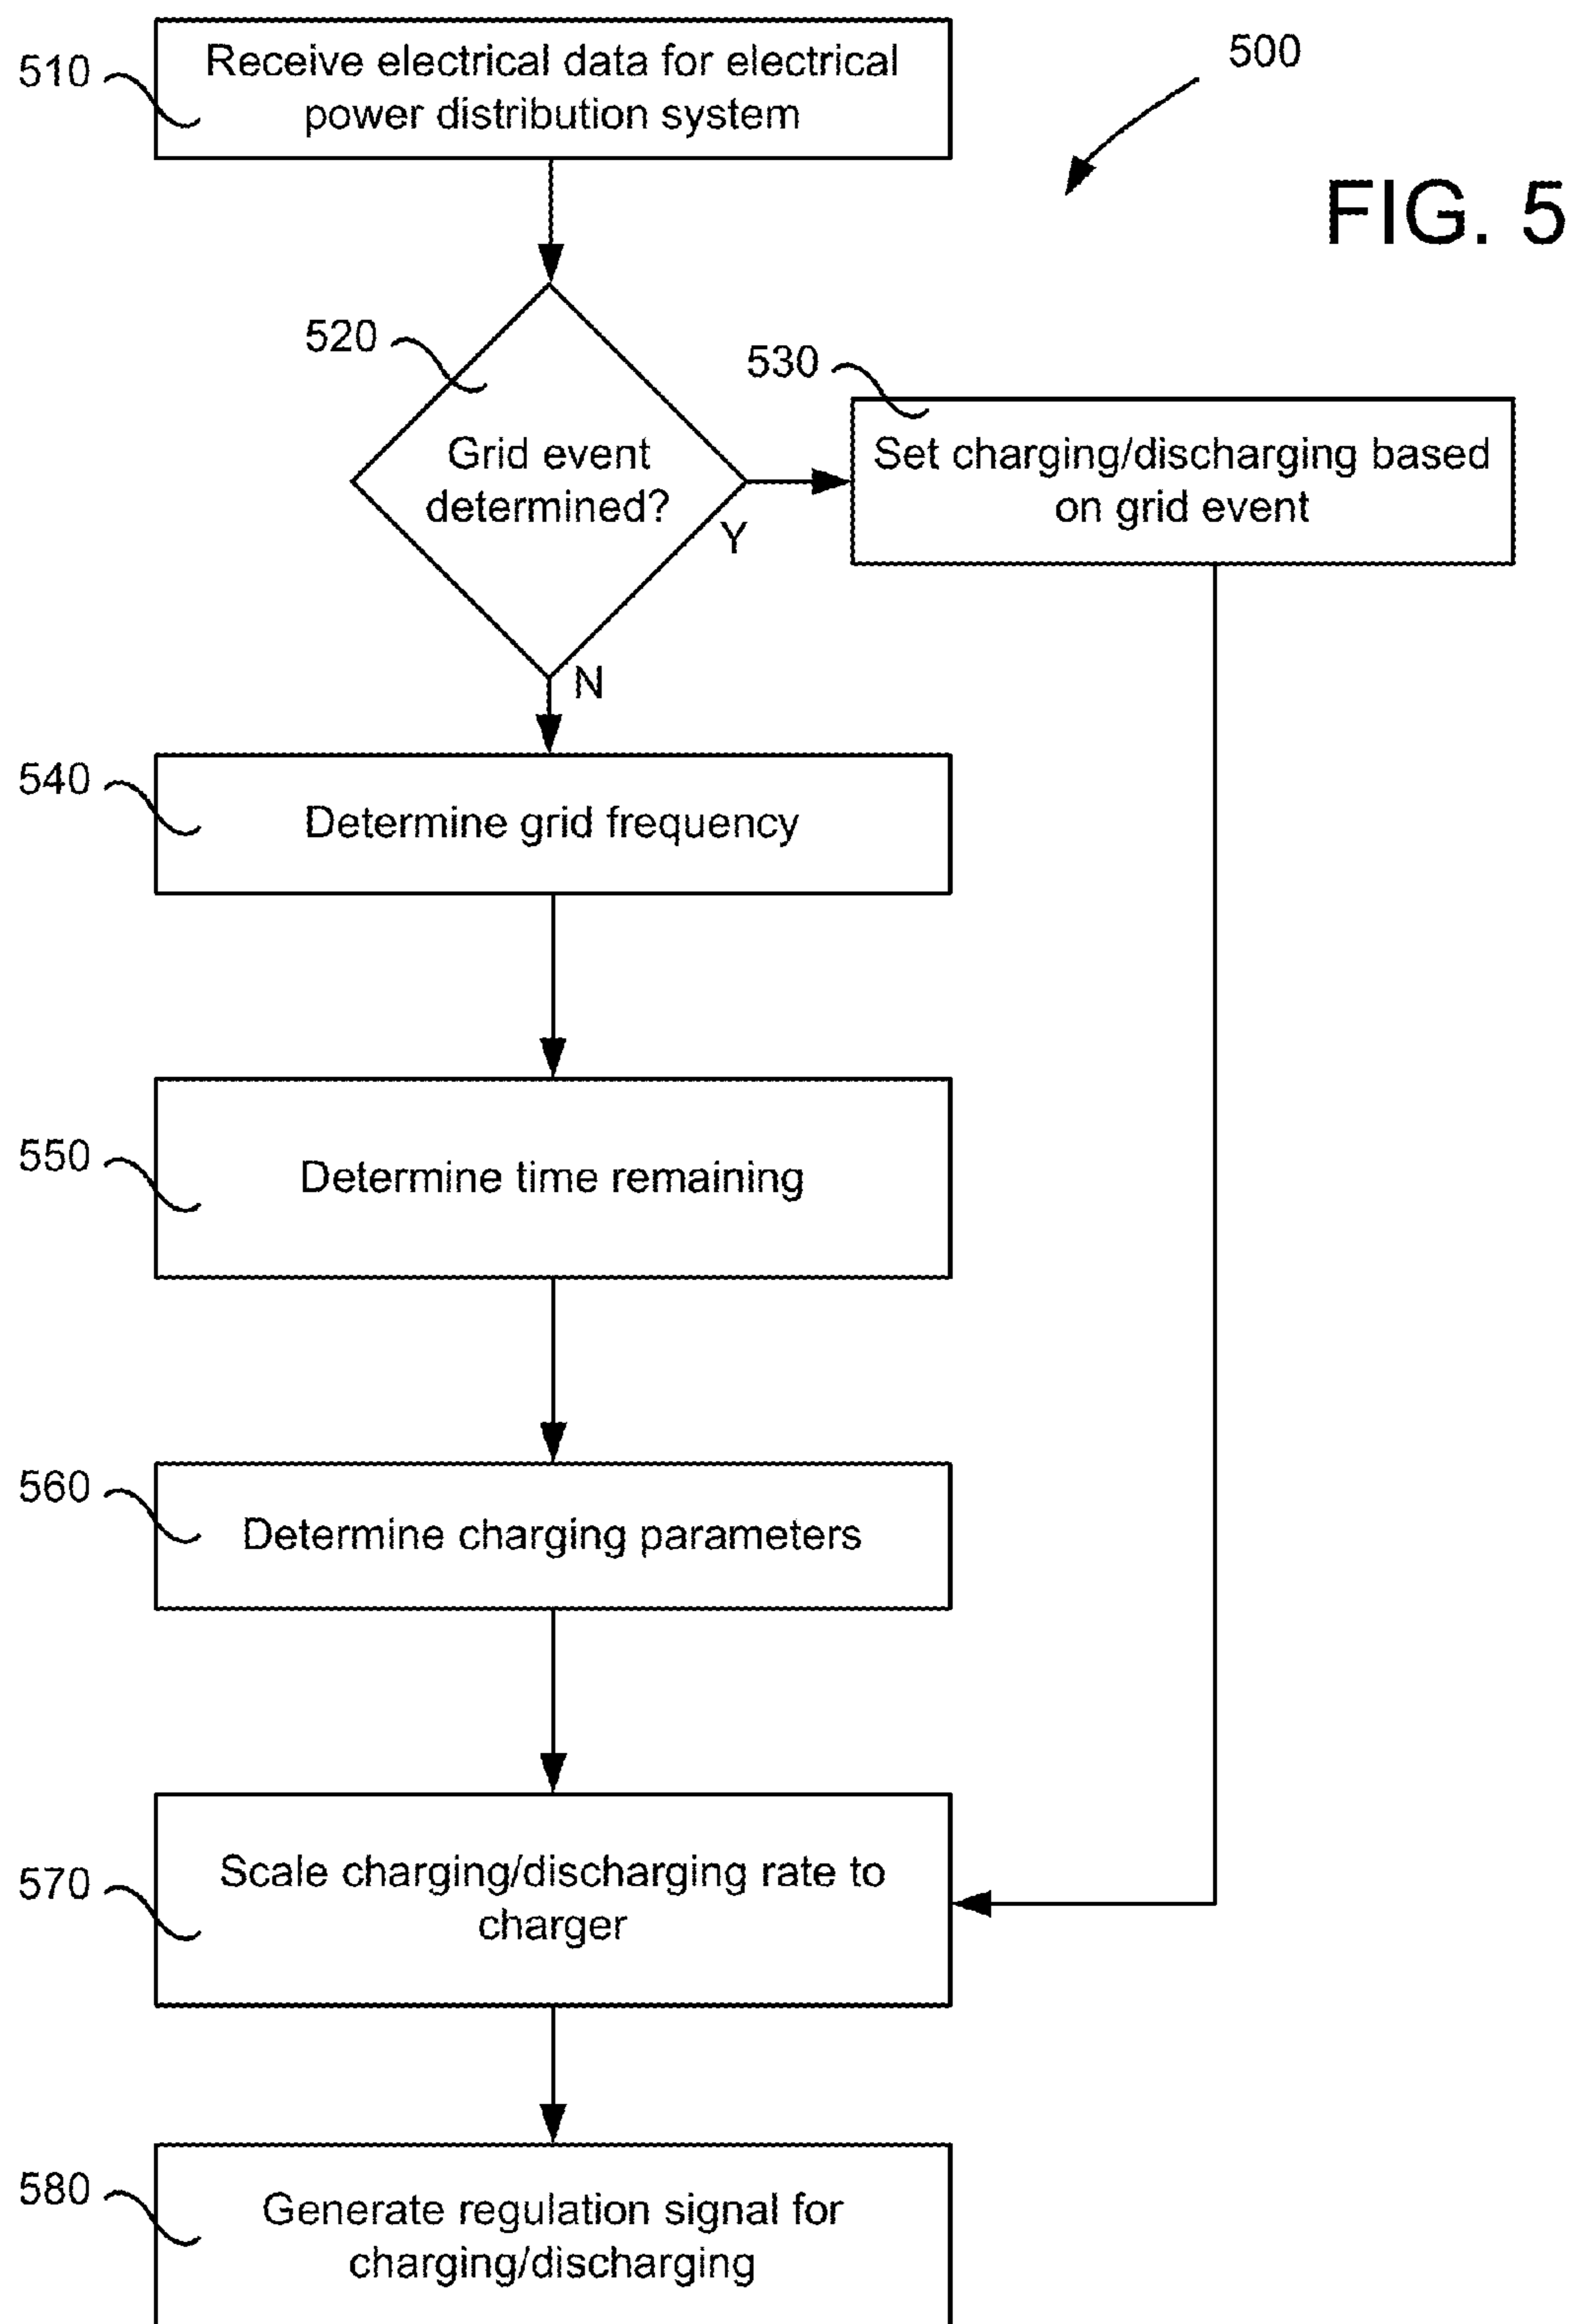 510
Receive electrical data for electrical
power distribution system
500
FIG. 5
520
Grid event
determined?
Y
N
530
Set charging/discharging based
on grid event
540
Determine grid frequency
550
Determine time remaining
560
Determine charging parameters
570
Scale charging/discharging rate to
charger
580
Generate regulation signal for
charging/discharging